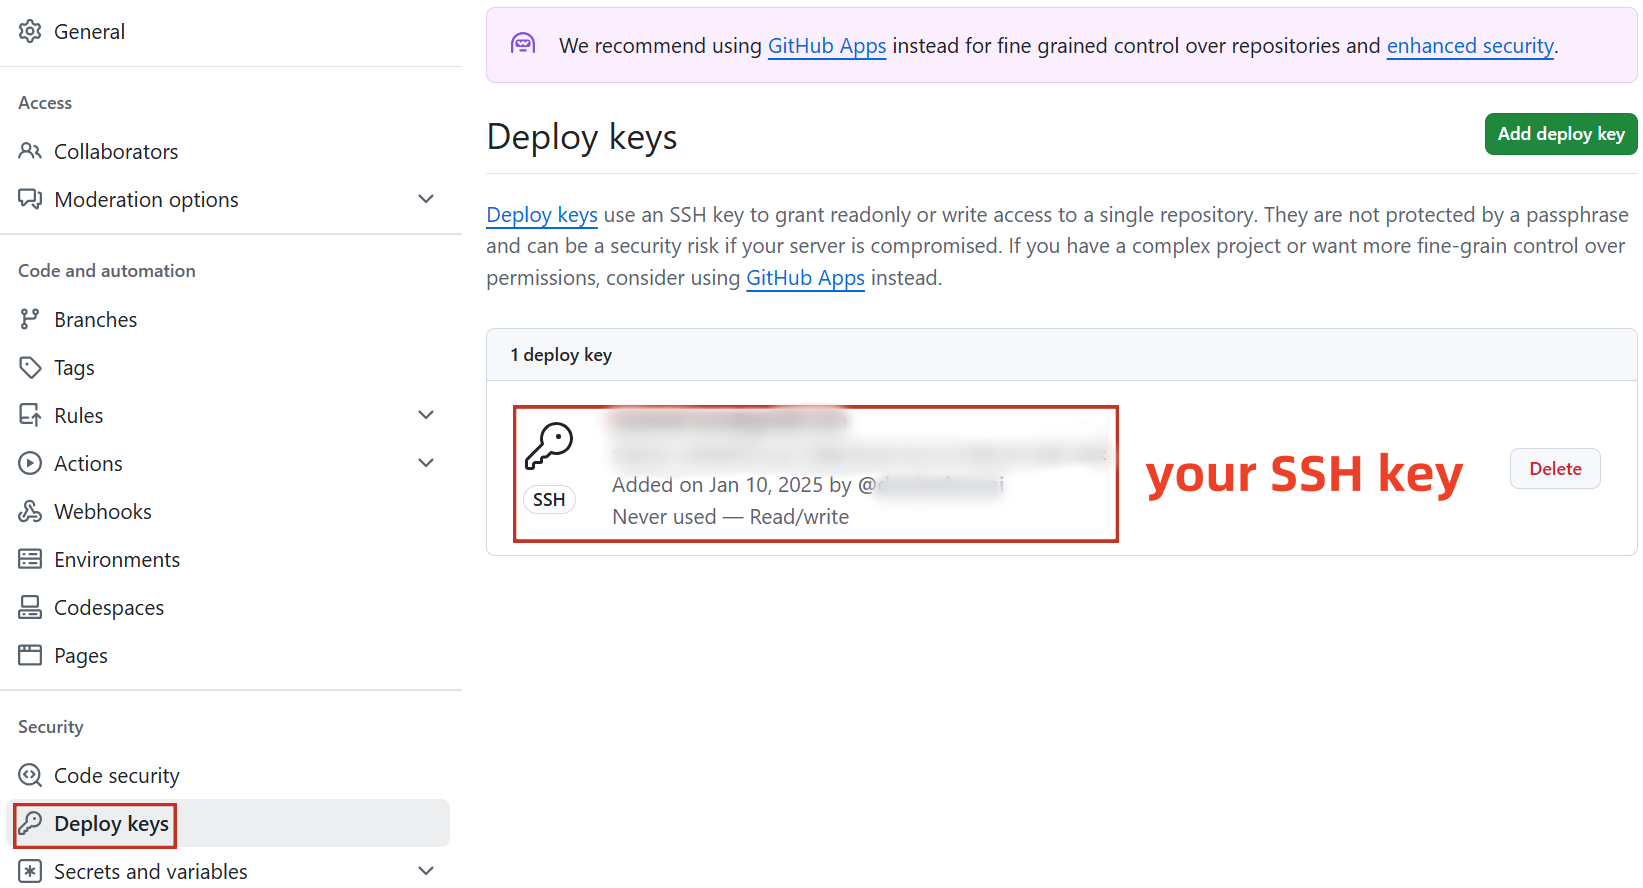 General
Access
Collaborators
Moderation options
Code and automation
Branches
Tags
Rules
Actions
Webhooks
Environments
Codespaces
Pages
Security
Code security
Deploy keys
Secrets and variables
We recommend using GitHub Apps instead for fine grained control over repositories and enhanced security.
Deploy keys
Add deploy key
Deploy keys use an SSH key to grant readonly or write access to a single repository. They are not protected by a passphrase
and can be a security risk if your server is compromised. If you have a complex project or want more fine-grain control over
permissions, consider using GitHub Apps instead.
1 deploy key
SSH
Added on Jan 10, 2025 by @
Never used — Read/write
your SSH key
Delete